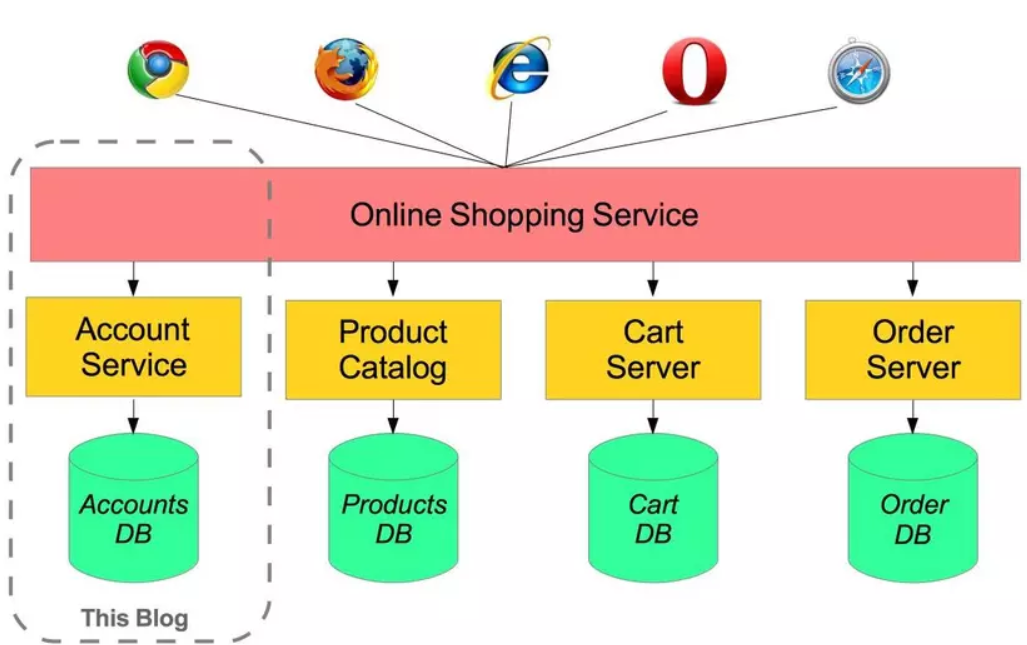 Online Shopping Service
Account
Service
Product
Catalog
Cart
Server
Order
Server
Accounts
DB
Products
DB
Cart
DB
Order
DB
This Blog